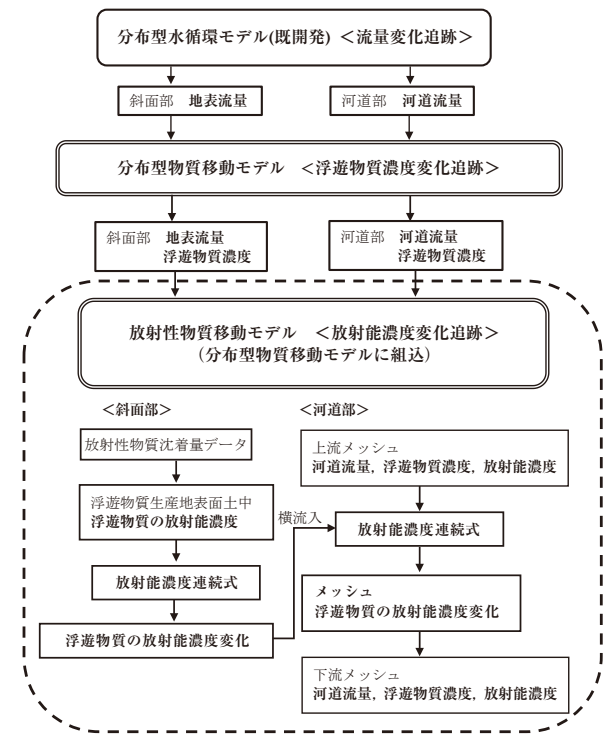 分布型水循環モデル(既開発) ＜流量変化追跡＞
斜面部 地表流量
河道部 河道流量
分布型物質移動モデル ＜浮遊物質濃度変化追跡＞
斜面部 地表流量
浮遊物質濃度
河道部 河道流量
浮遊物質濃度
放射性物質移動モデル ＜放射能濃度変化追跡＞
（分布型物質移動モデルに組込）
＜斜面部＞
放射性物質沈着量データ
浮遊物質生産地表面土中
浮遊物質の放射能濃度
放射能濃度連続式
浮遊物質の放射能濃度変化
横流入
＜河道部＞
上流メッシュ
河道流量, 浮遊物質濃度, 放射能濃度
放射能濃度連続式
メッシュ
浮遊物質の放射能濃度変化
下流メッシュ
河道流量, 浮遊物質濃度, 放射能濃度